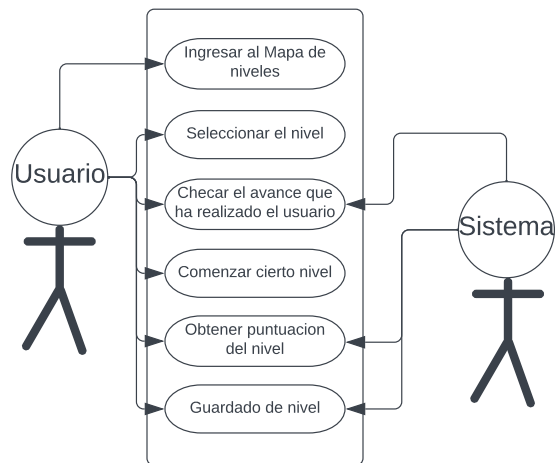 Ingresar al Mapa de
niveles
Seleccionar el nivel
Usuario
Checar el avance que
ha realizado el usuario
Sistema
Comenzar cierto nivel
Obtener puntuacion
del nivel
Guardado de nivel